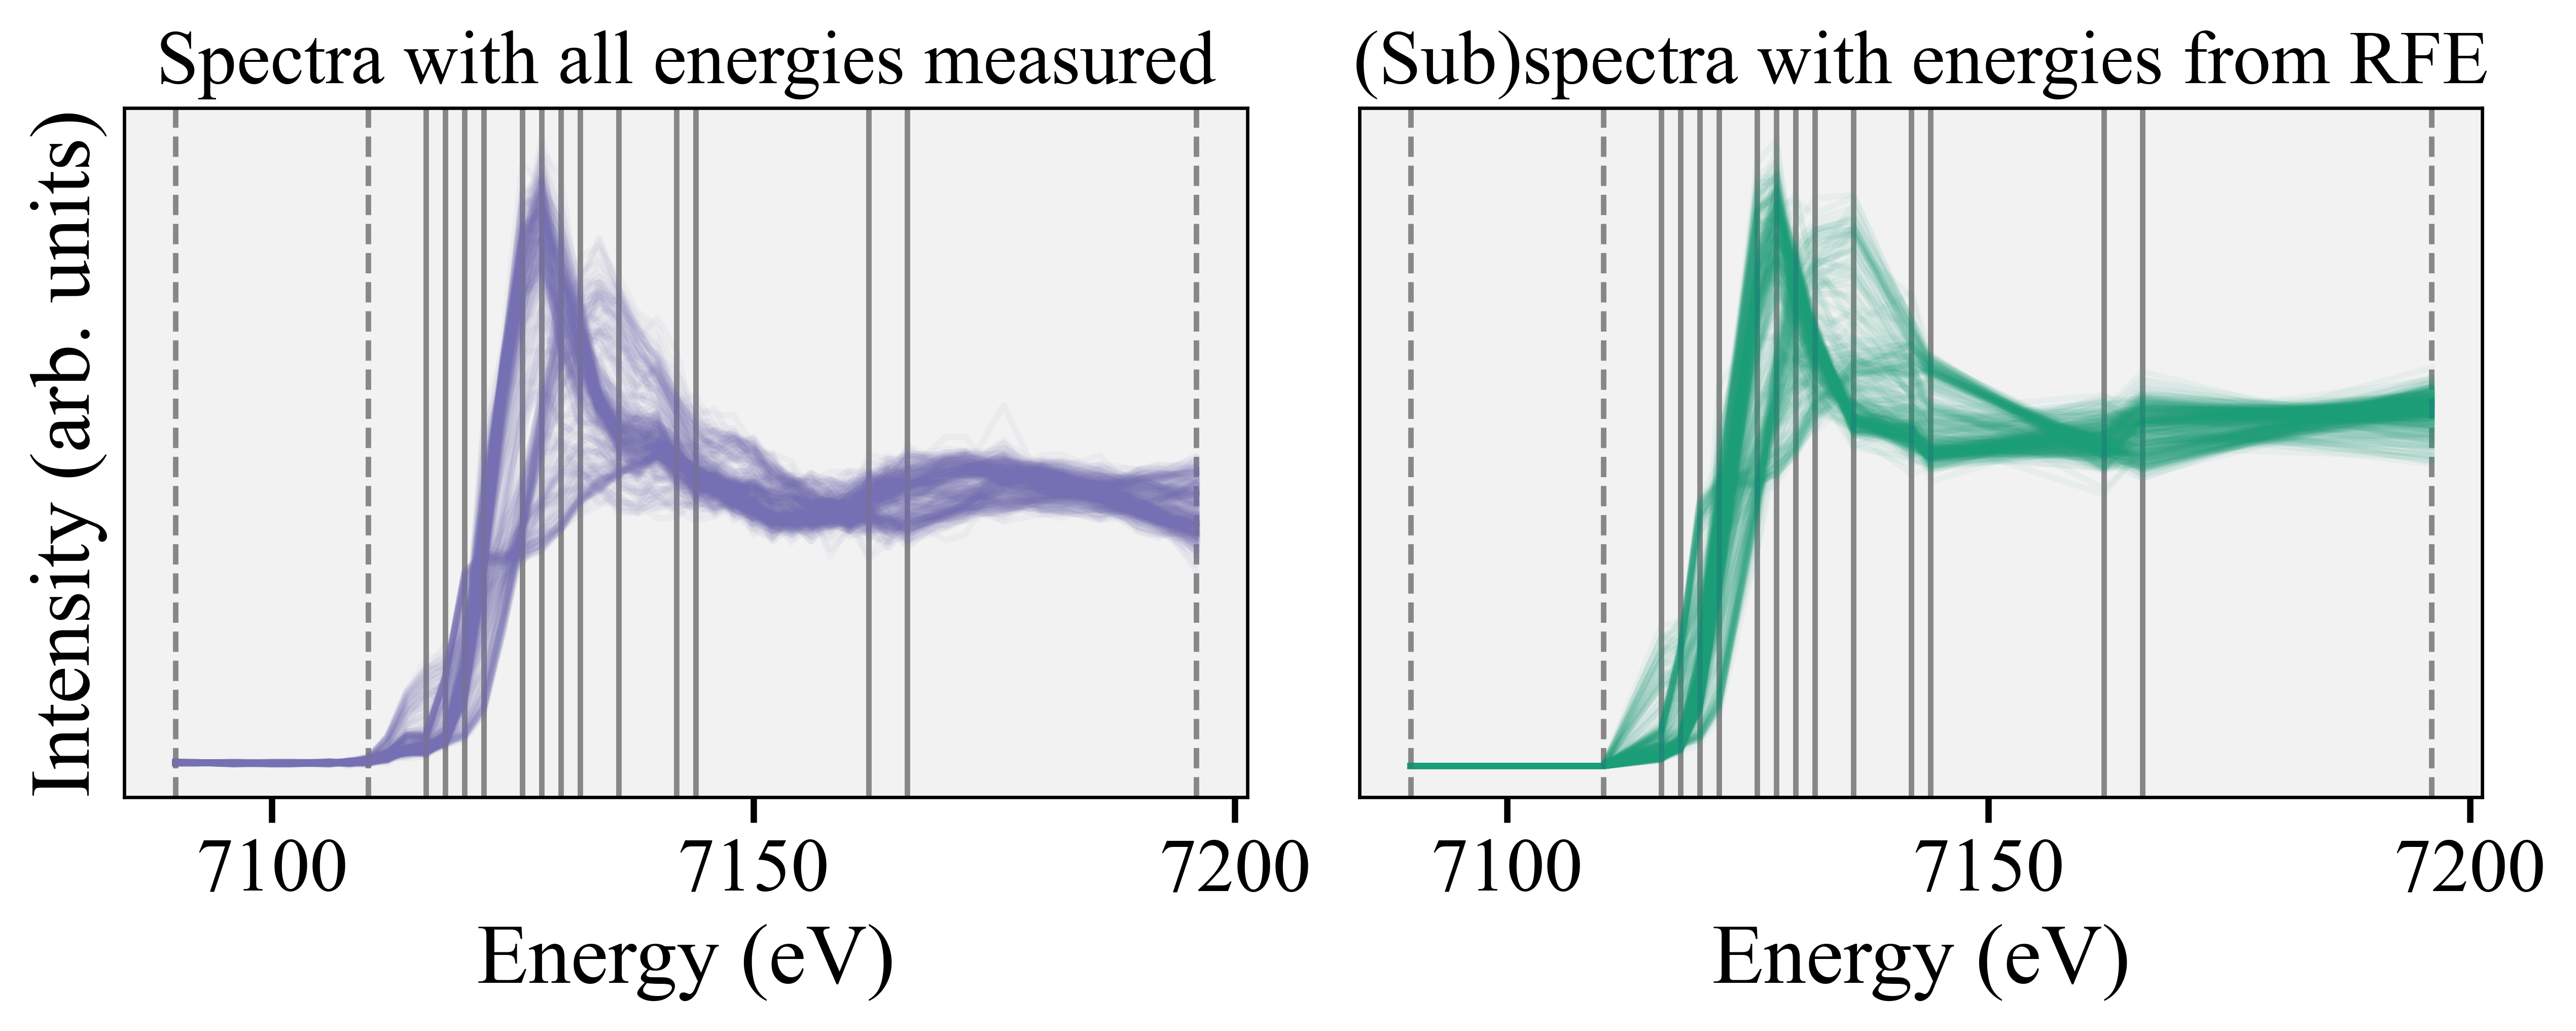 Spectra with all energies measured
(Sub)spectra with energies from RFE
Intensity (arb. units)
7100 7150 7200
7100 7150 7200
Energy (eV)
Energy (eV)